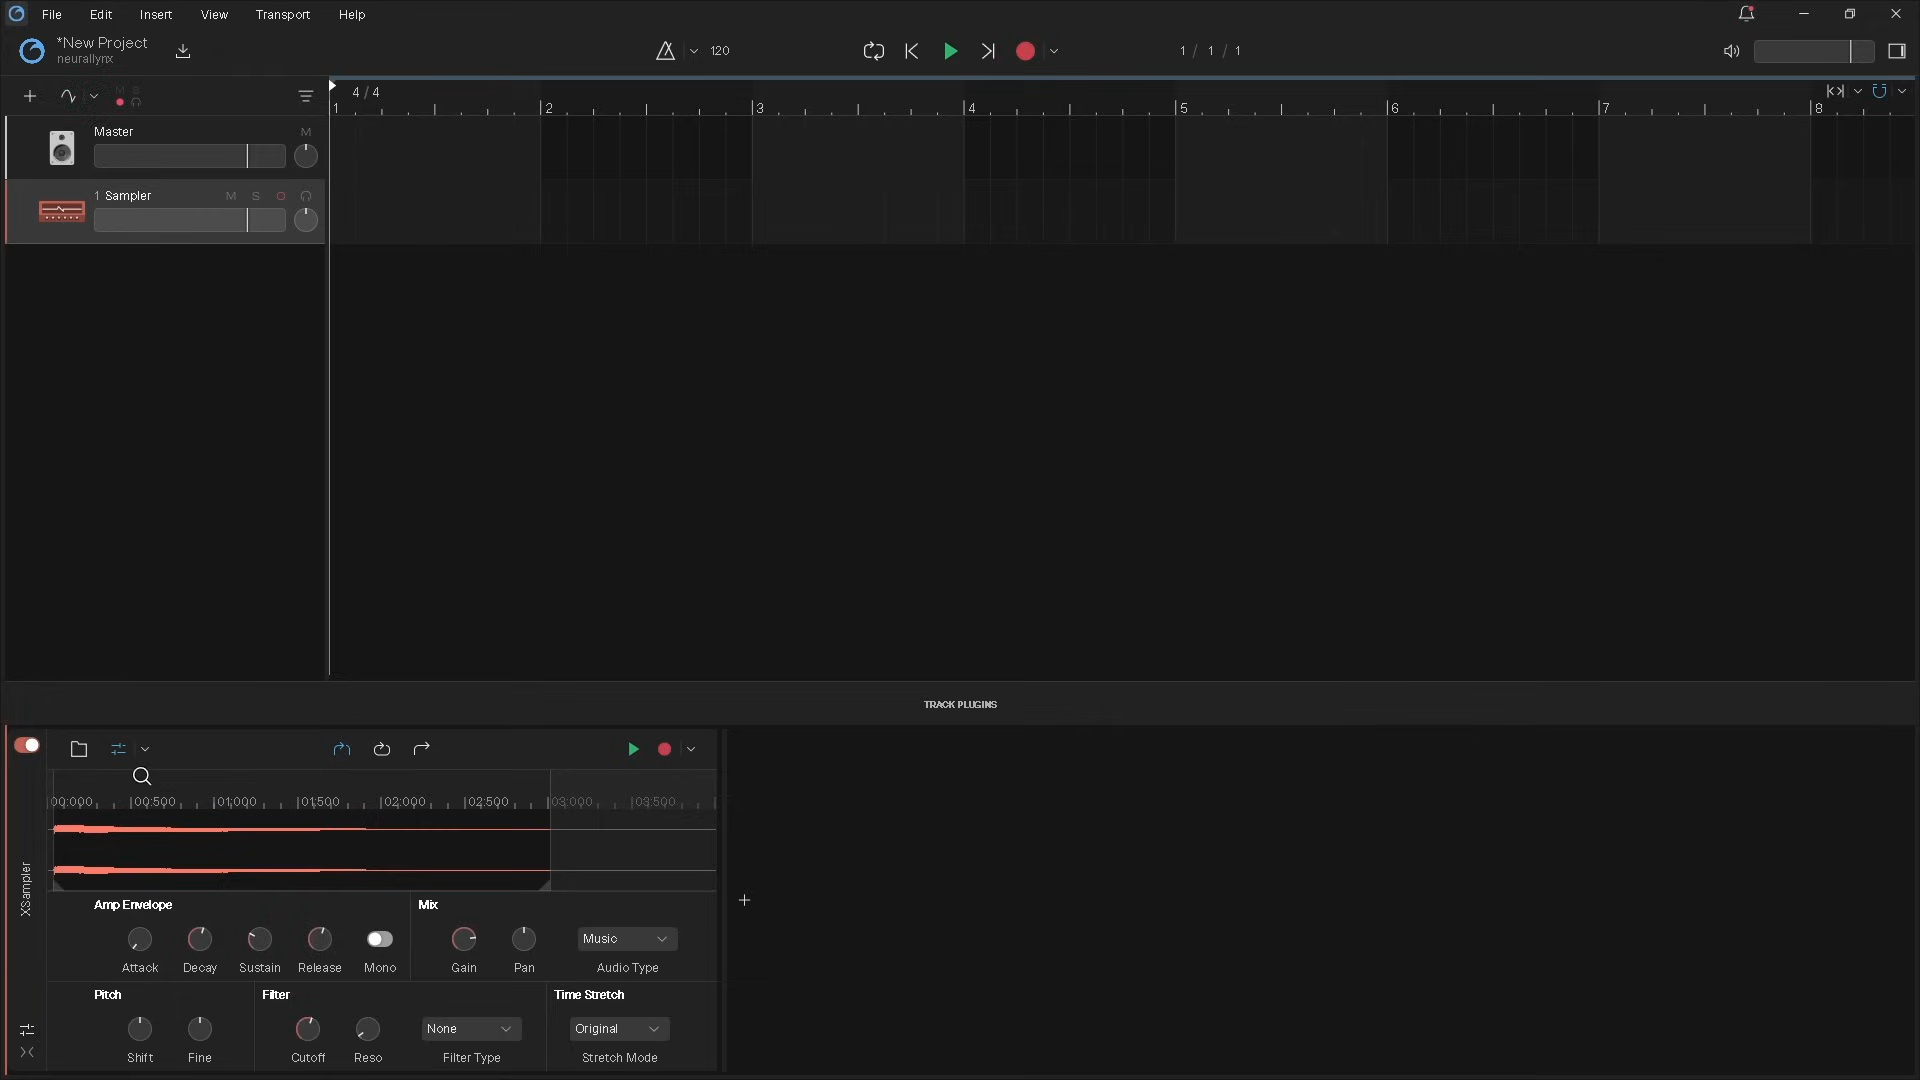 File Edit Insert View Transport Help
*New Project
neurallynx
120
1 / 1 / 1
M S
4 / 4
1 2 3 4 5 6 7 8
Master M
1 Sampler M S
TRACK PLUGINS
00:000 00:500 01:000 01:500 02:000 02:500 03:000 03:500
XSampler
Amp Envelope Mix
Music
Attack Decay Sustain Release Mono Gain Pan Audio Type
Pitch Filter Time Stretch
None Original
Shift Fine Cutoff Reso Filter Type Stretch Mode